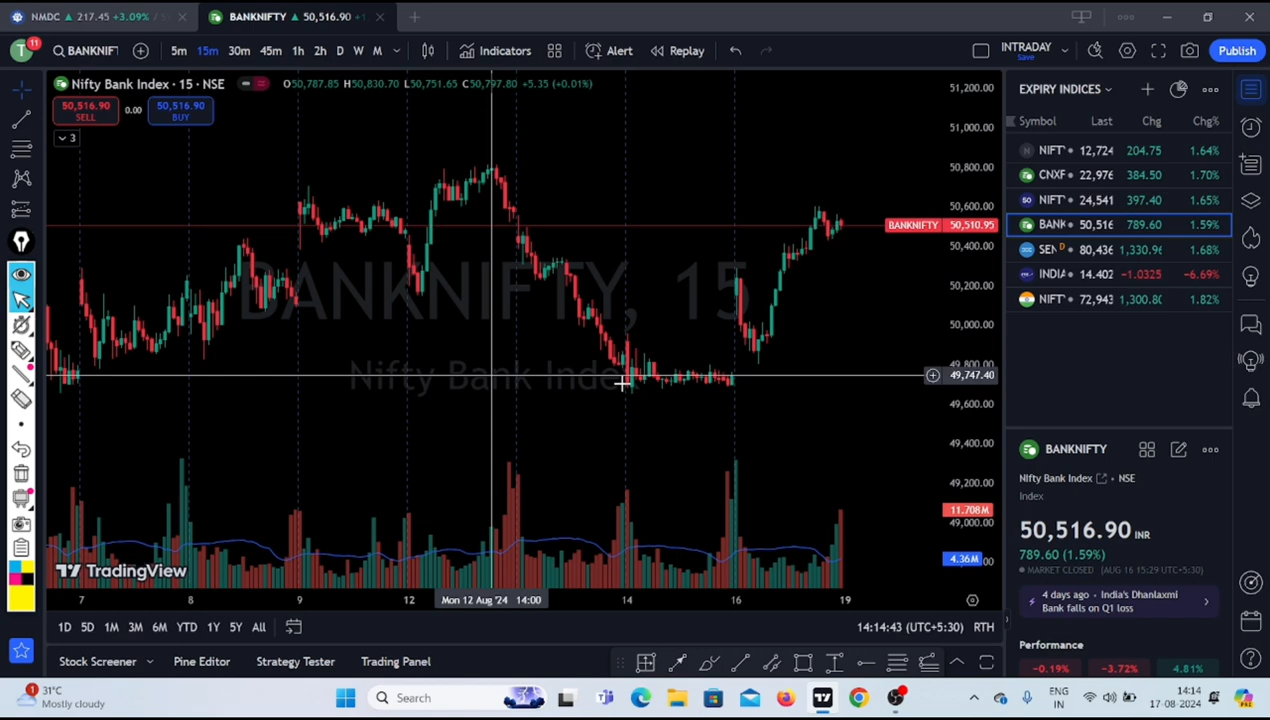 NMDC ▲ 217.45 +3.09%
BANKNIFTY ▲ 50,516.90
T 11 BANKNIFT 5m 15m 30m 45m 1h 2h D W M Indicators Alert Replay INTRADAY Save Publish
Nifty Bank Index · 15 · NSE O50,787.85 H50,830.70 L50,751.65 C50,797.80 +5.35 (+0.01%)
50,516.90 SELL 0.00 50,516.90 BUY
3
BANKNIFTY, 15
Nifty Bank Index
51,200.00
51,000.00
50,800.00
50,600.00
BANKNIFTY 50,510.95
50,400.00
50,200.00
50,000.00
49,800.00
49,747.40
49,600.00
49,400.00
49,200.00
11.708M
49,000.00
4.36M
TradingView
7 8 9 12 Mon 12 Aug '24 14:00 14 16 19
1D 5D 1M 3M 6M YTD 1Y 5Y All 14:14:43 (UTC+5:30) RTH
Stock Screener Pine Editor Strategy Tester Trading Panel
EXPIRY INDICES
Symbol Last Chg Chg%
NIFT 12,724 204.75 1.64%
CNXF 22,976 384.50 1.70%
NIFT 24,541 397.40 1.65%
BANK 50,516 789.60 1.59%
SEN D 80,436 1,330.96 1.68%
INDIA 14.402 −1.0325 −6.69%
NIFT 72,943 1,300.80 1.82%
BANKNIFTY
Nifty Bank Index · NSE
Index
50,516.90 INR
789.60 (1.59%)
MARKET CLOSED (AUG 16 15:29 UTC+5:30)
4 days ago · India's Dhanlaxmi
Bank falls on Q1 loss
Performance
−0.19% −3.72% 4.81%
1 31°C
Mostly cloudy
Search
ENG
IN
14:14
17-08-2024